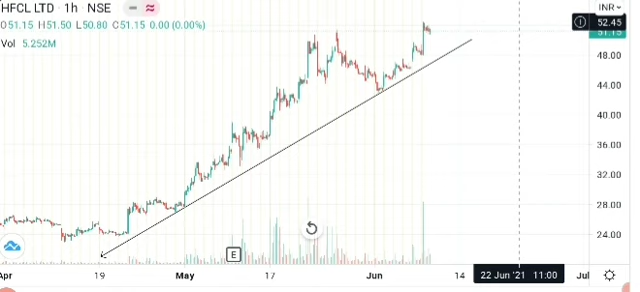 HFCL LTD · 1h · NSE
INR
O51.15 H51.50 L50.80 C51.15 0.00 (0.00%)
Vol 5.252M
52.45
51.15
48.00
44.00
40.00
36.00
32.00
28.00
24.00
E
Apr 19 May 17 Jun 14 22 Jun '21 11:00 Jul